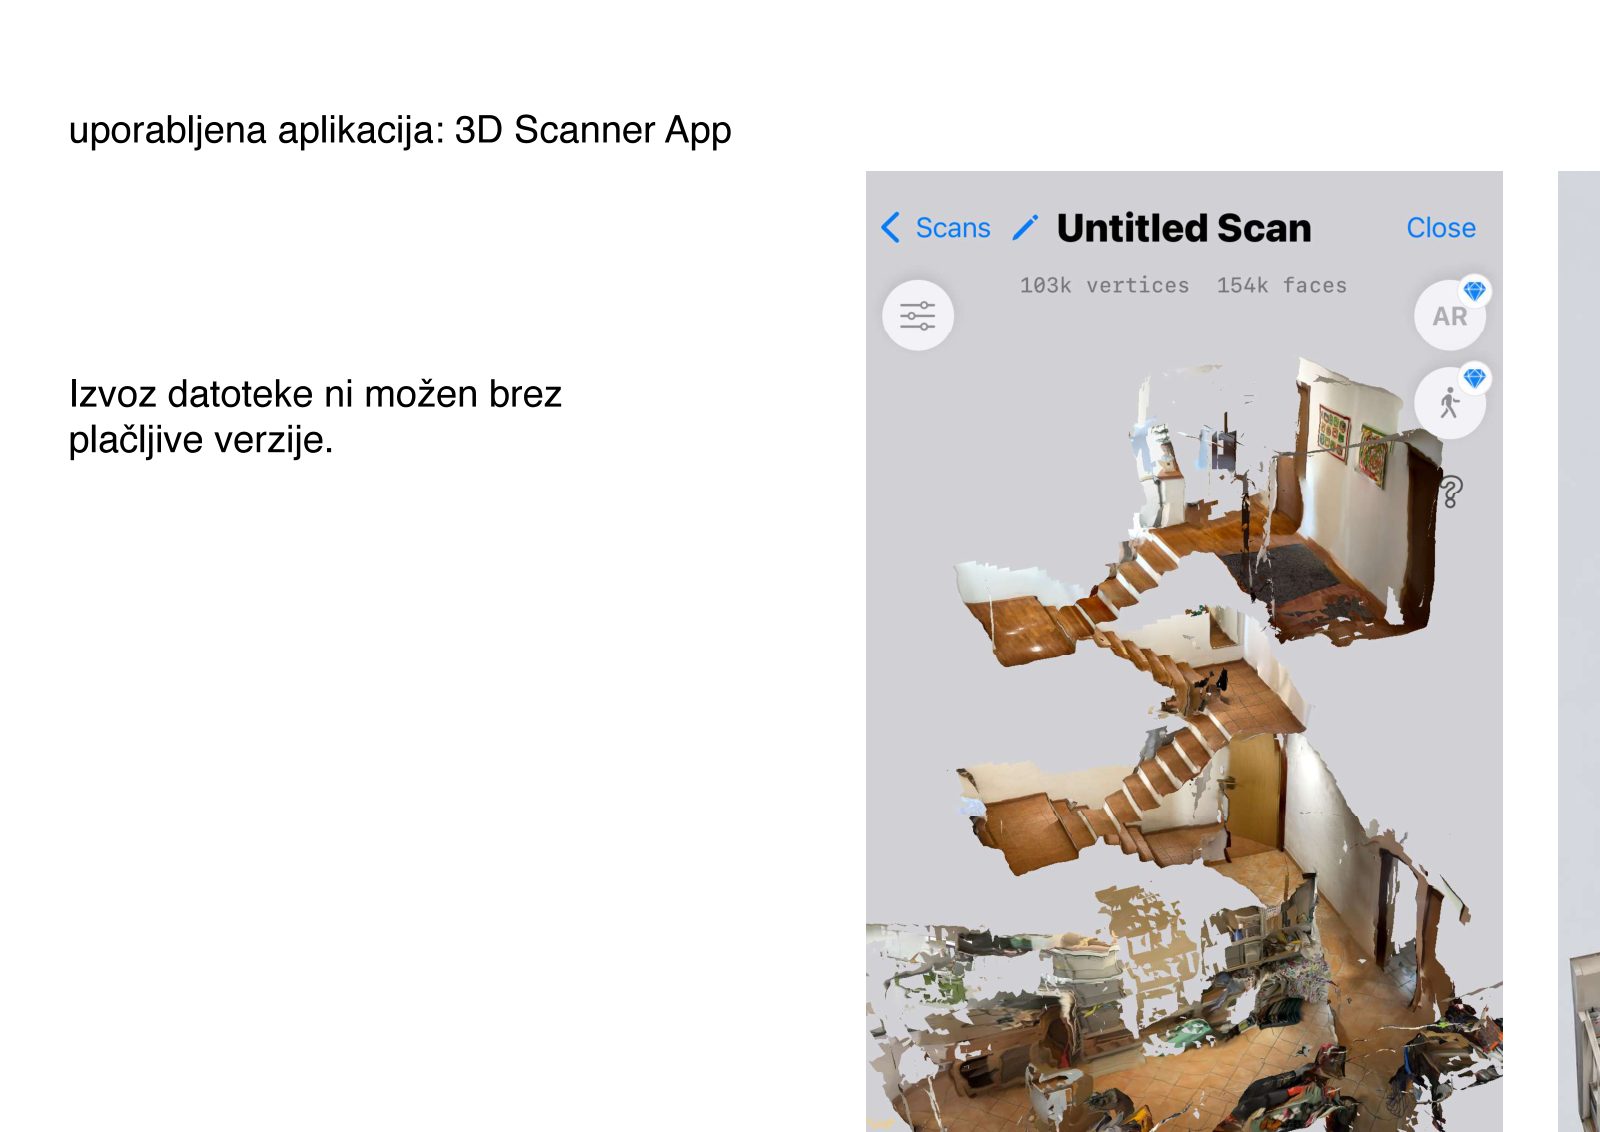 uporabljena aplikacija: 3D Scanner App
Izvoz datoteke ni možen brez
plačljive verzije.
Scans Untitled Scan Close
103k vertices 154k faces
AR
?